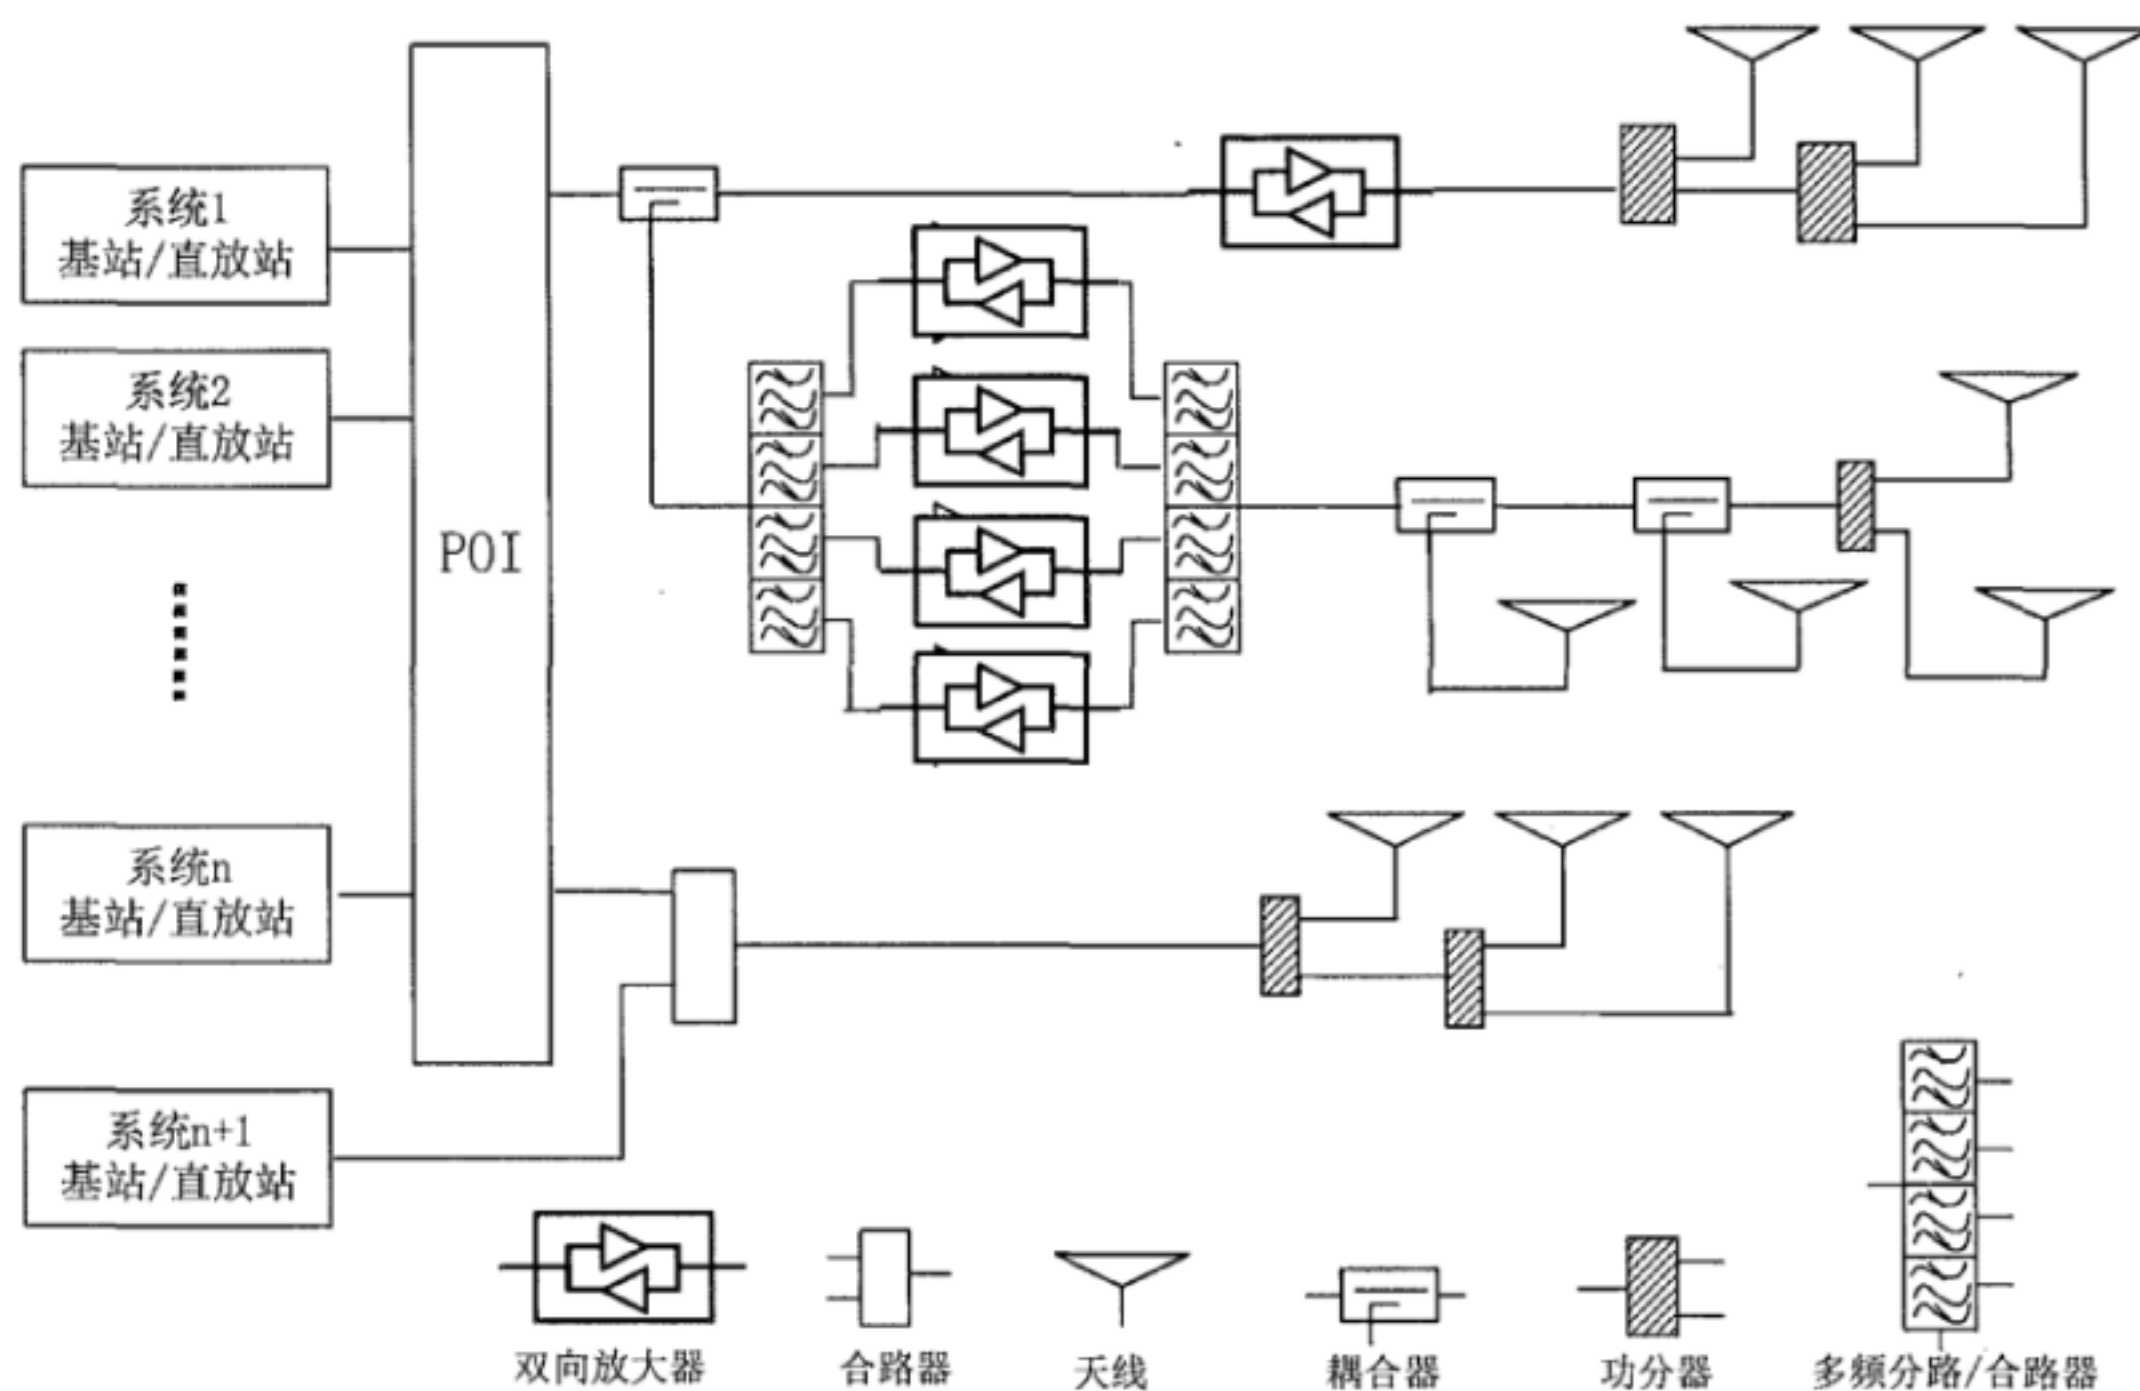 系统1
基站/直放站
系统2
基站/直放站
POI
系统n
基站/直放站
系统n+1
基站/直放站
双向放大器
合路器
天线
耦合器
功分器
多频分路/合路器